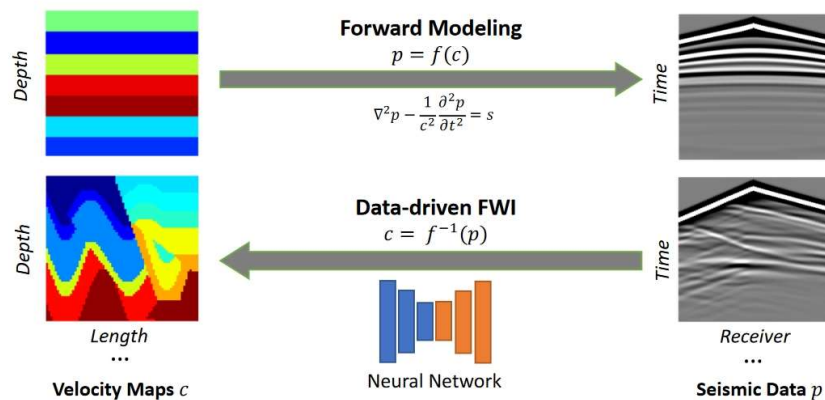 Forward Modeling
p = f(c)
∇²p − 1/c² ∂²p/∂t² = s
Depth
Time
Data-driven FWI
c = f⁻¹(p)
Depth
Time
Length
...
Velocity Maps c
Neural Network
Receiver
...
Seismic Data p